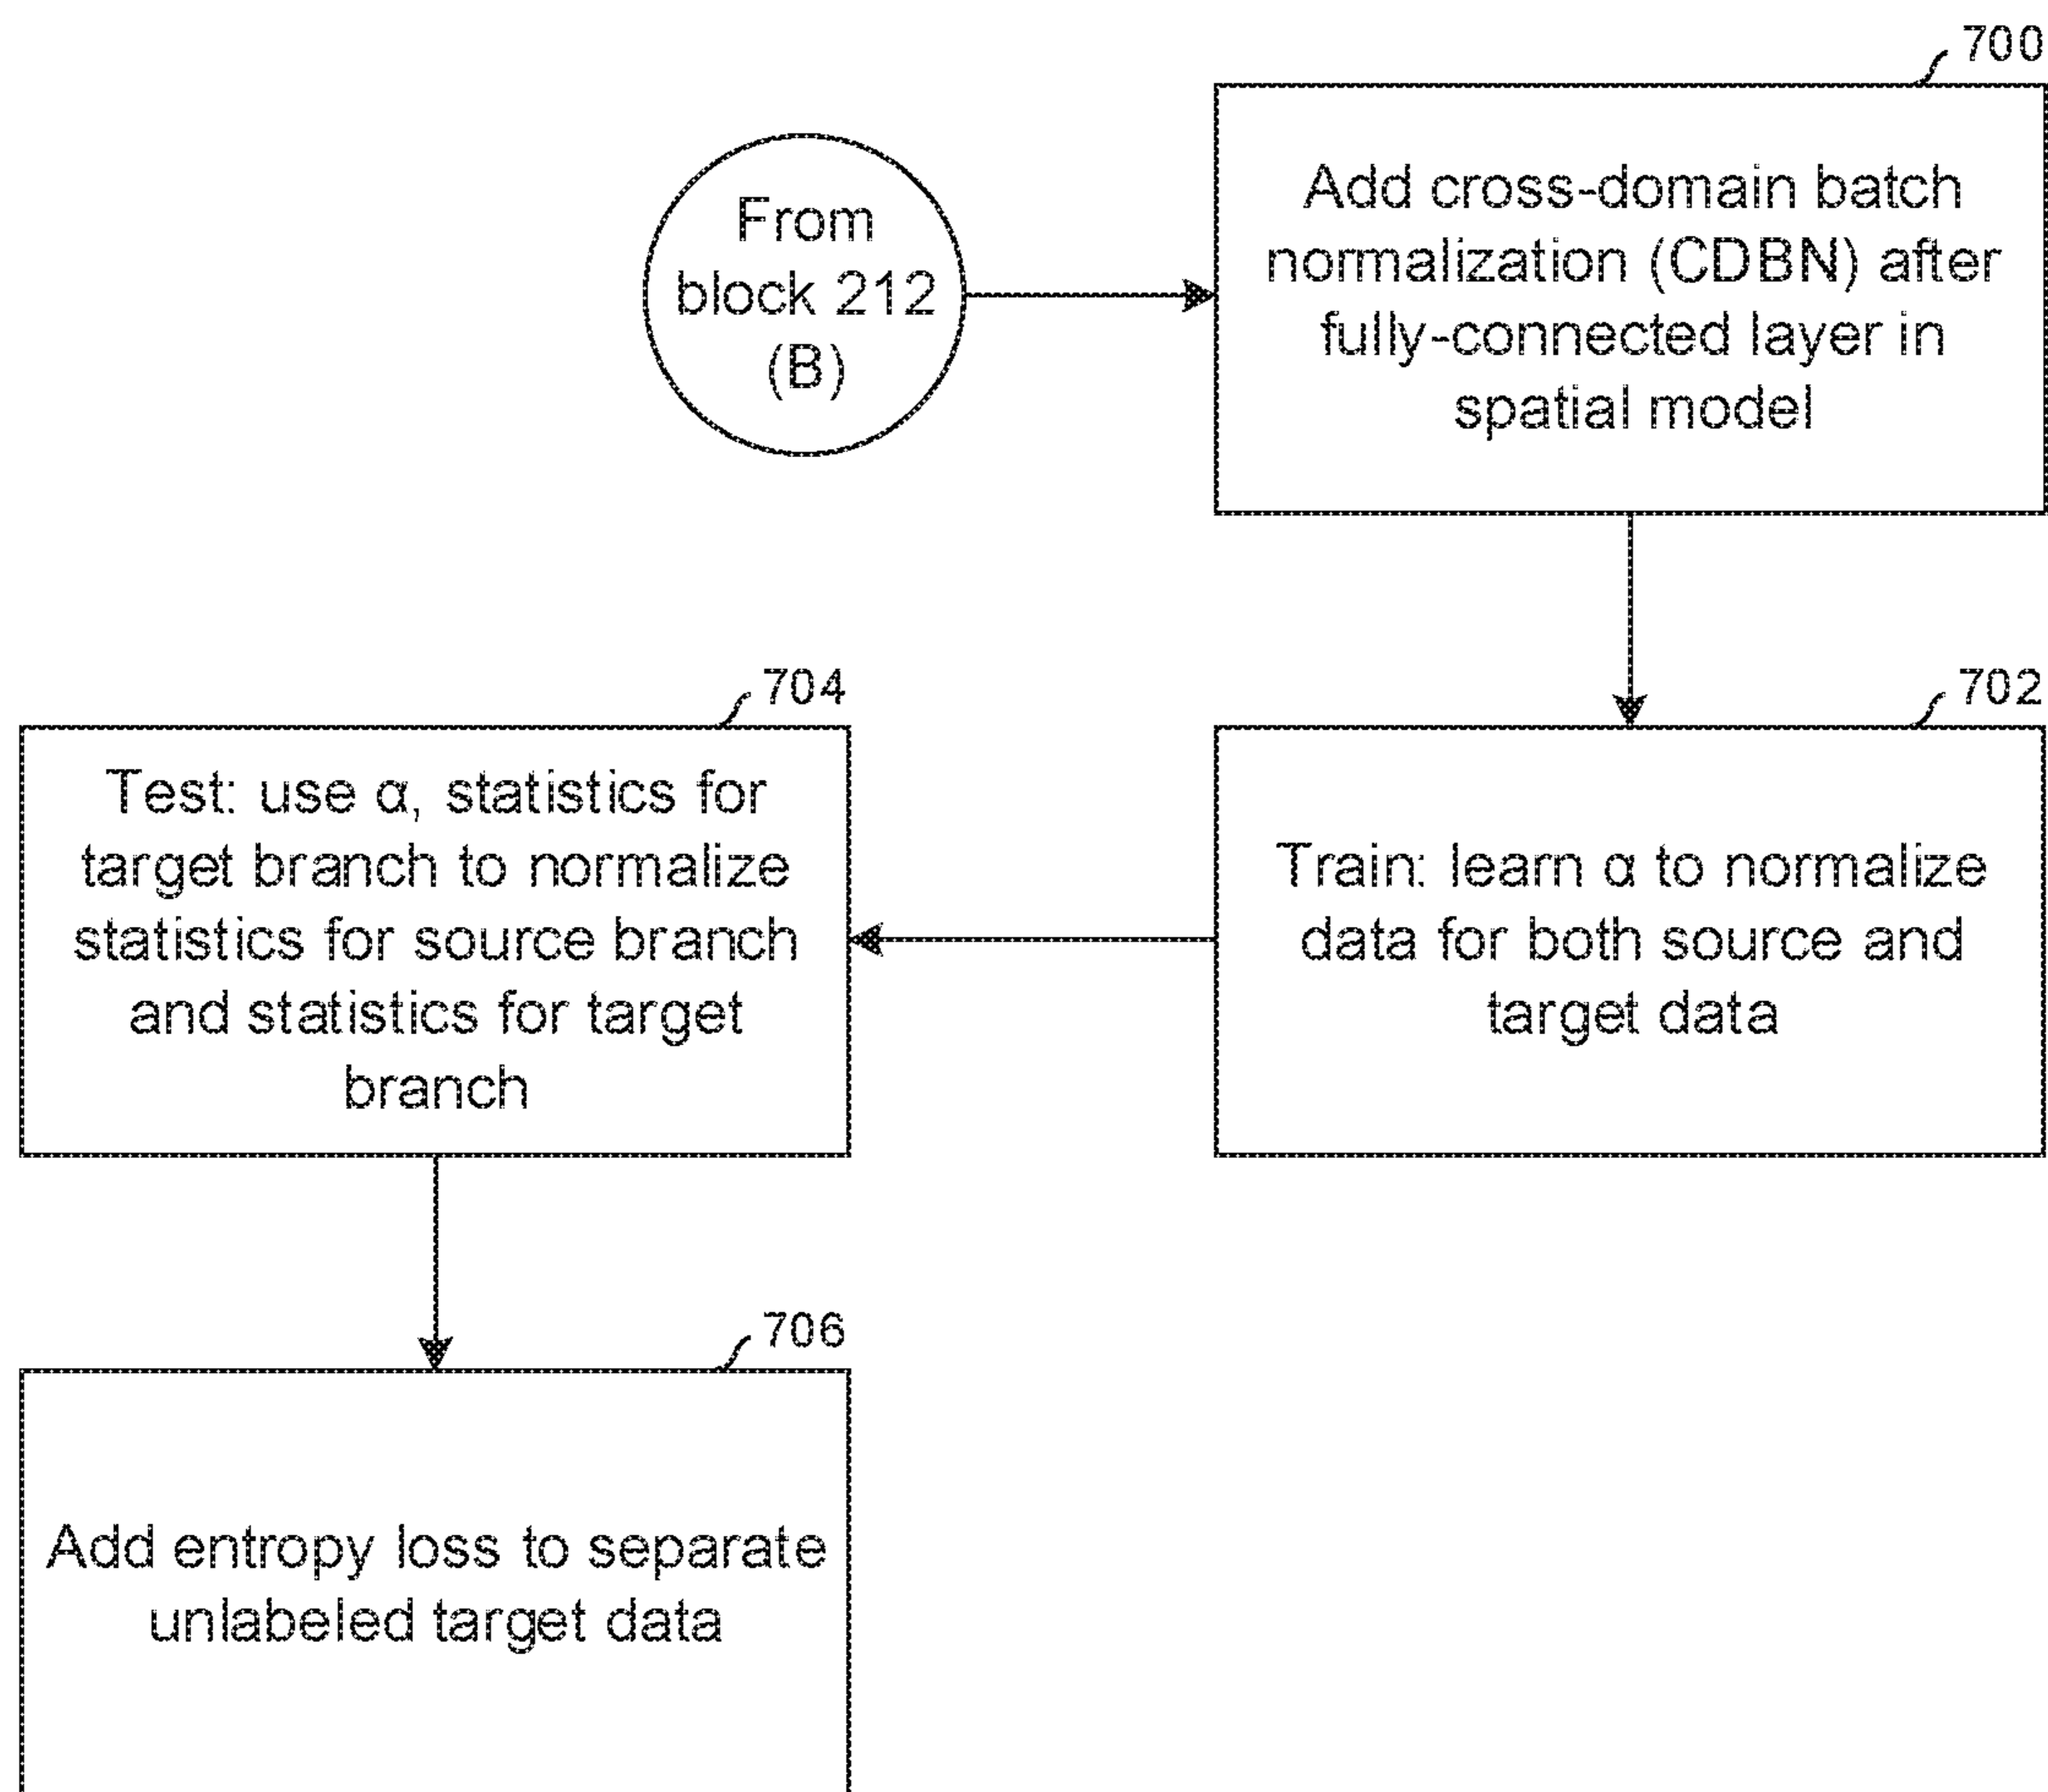 700
From
block 212
(B)
Add cross-domain batch
normalization (CDBN) after
fully-connected layer in
spatial model
702
Train: learn α to normalize
data for both source and
target data
704
Test: use α, statistics for
target branch to normalize
statistics for source branch
and statistics for target
branch
706
Add entropy loss to separate
unlabeled target data